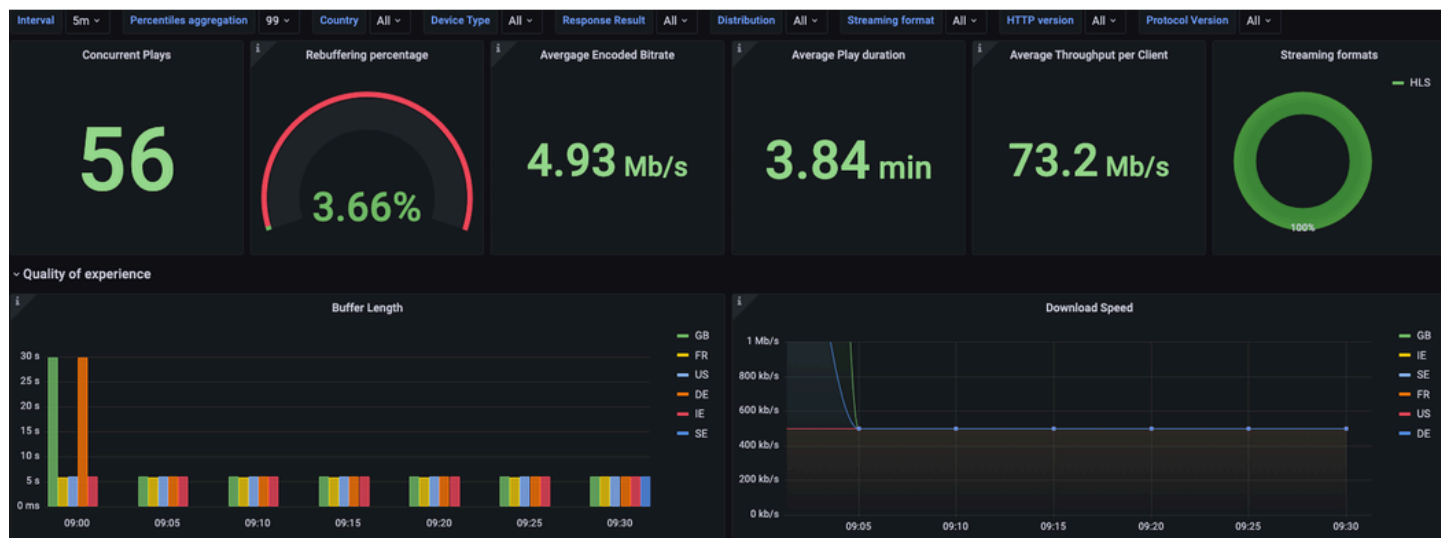 Interval 5m Percentiles aggregation 99 Country All Device Type All Response Result All Distribution All Streaming format All HTTP version All Protocol Version All
Concurrent Plays
56
Rebuffering percentage
3.66%
Avergage Encoded Bitrate
4.93 Mb/s
Average Play duration
3.84 min
Average Throughput per Client
73.2 Mb/s
Streaming formats
HLS
100%
Quality of experience
Buffer Length
30 s
25 s
20 s
15 s
10 s
5 s
0 ms
09:00 09:05 09:10 09:15 09:20 09:25 09:30
GB
FR
US
DE
IE
SE
Download Speed
1 Mb/s
800 kb/s
600 kb/s
400 kb/s
200 kb/s
0 kb/s
09:05 09:10 09:15 09:20 09:25 09:30
GB
IE
SE
FR
US
DE